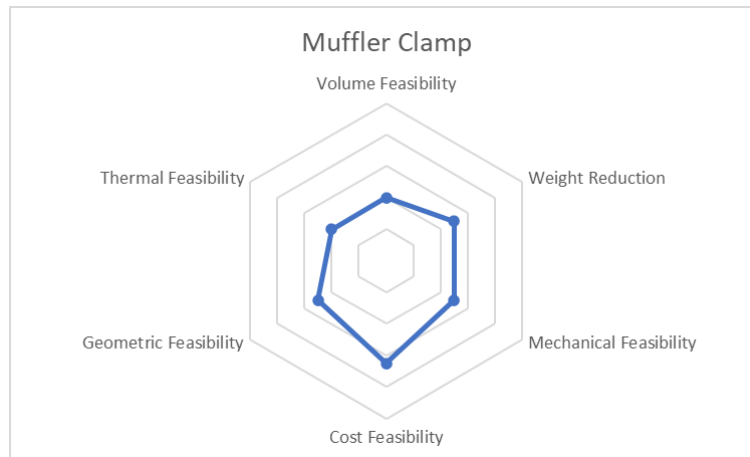 Muffler Clamp
Volume Feasibility
Thermal Feasibility
Weight Reduction
Geometric Feasibility
Mechanical Feasibility
Cost Feasibility